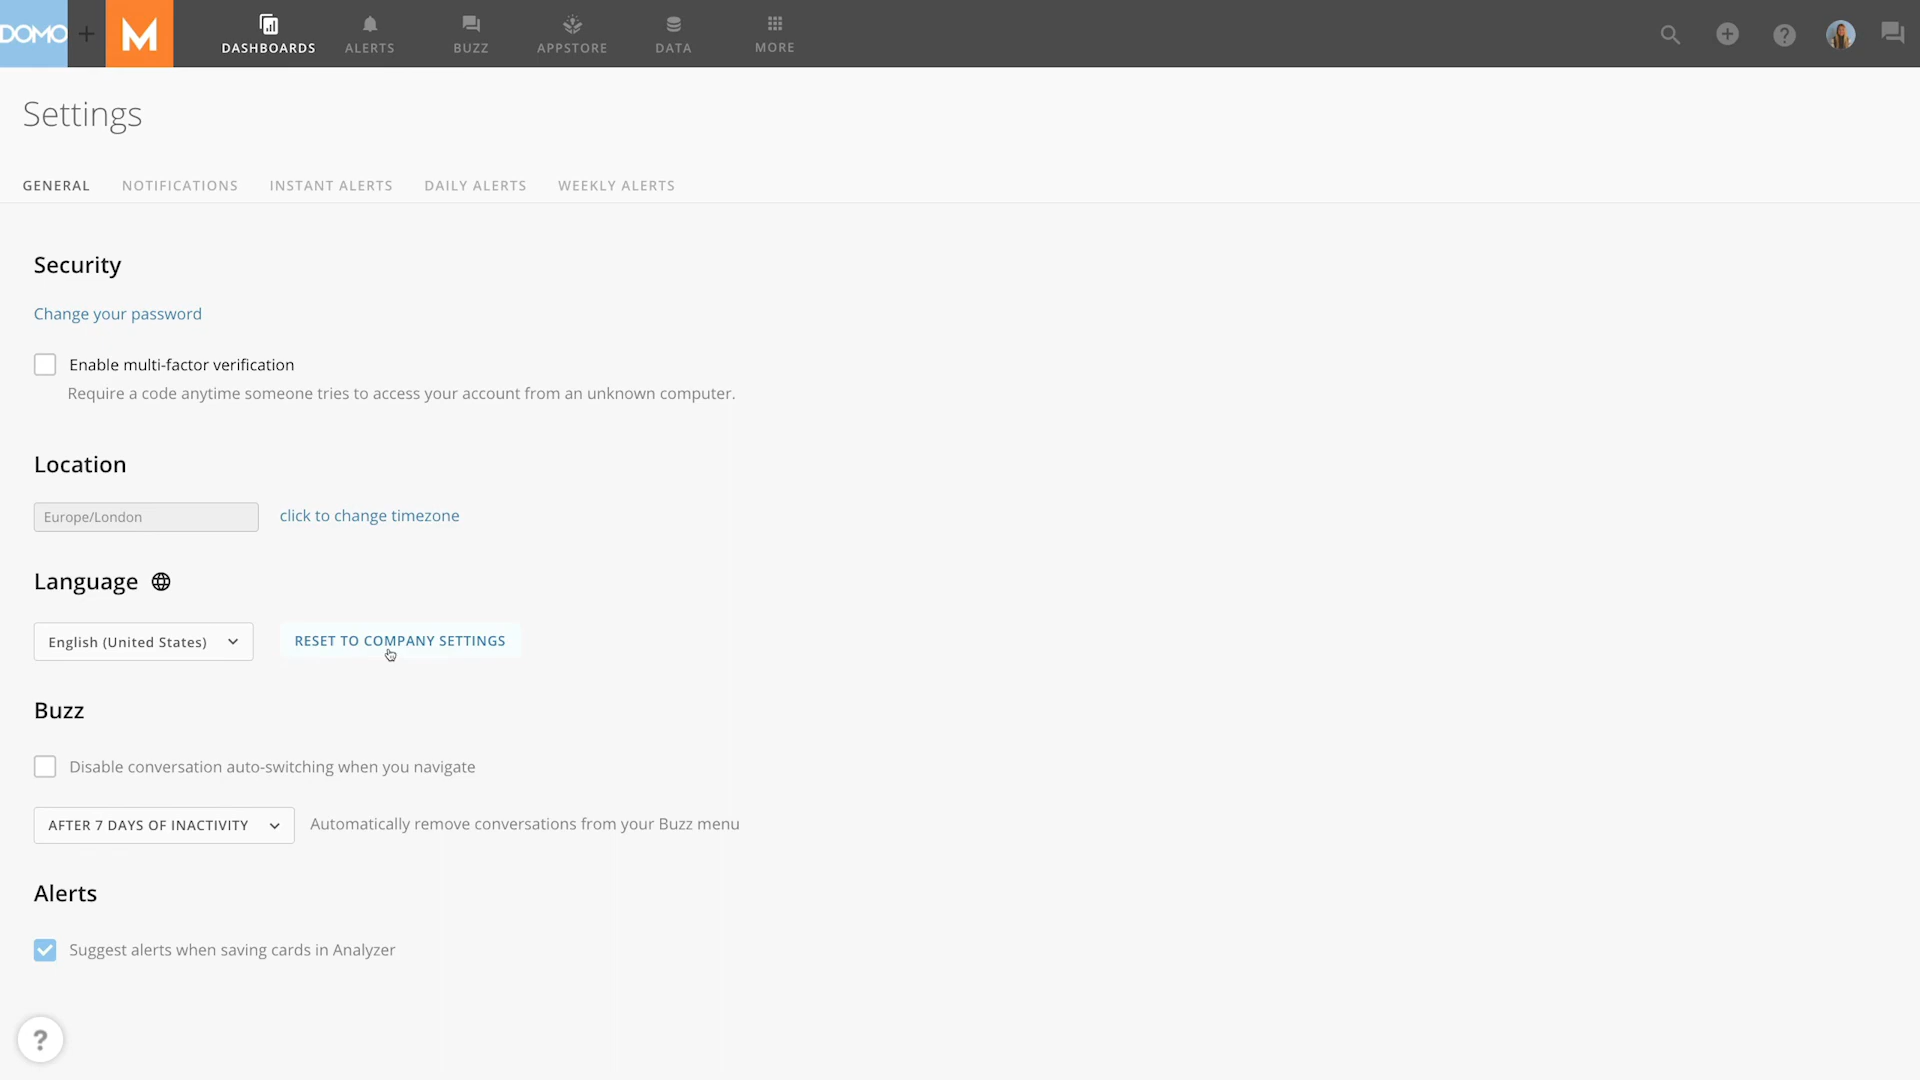 DOMO + M DASHBOARDS ALERTS BUZZ APPSTORE DATA MORE ?
Settings
GENERAL NOTIFICATIONS INSTANT ALERTS DAILY ALERTS WEEKLY ALERTS
Security
Change your password
Enable multi-factor verification
Require a code anytime someone tries to access your account from an unknown computer.
Location
Europe/London click to change timezone
Language
English (United States) RESET TO COMPANY SETTINGS
Buzz
Disable conversation auto-switching when you navigate
AFTER 7 DAYS OF INACTIVITY Automatically remove conversations from your Buzz menu
Alerts
Suggest alerts when saving cards in Analyzer
?